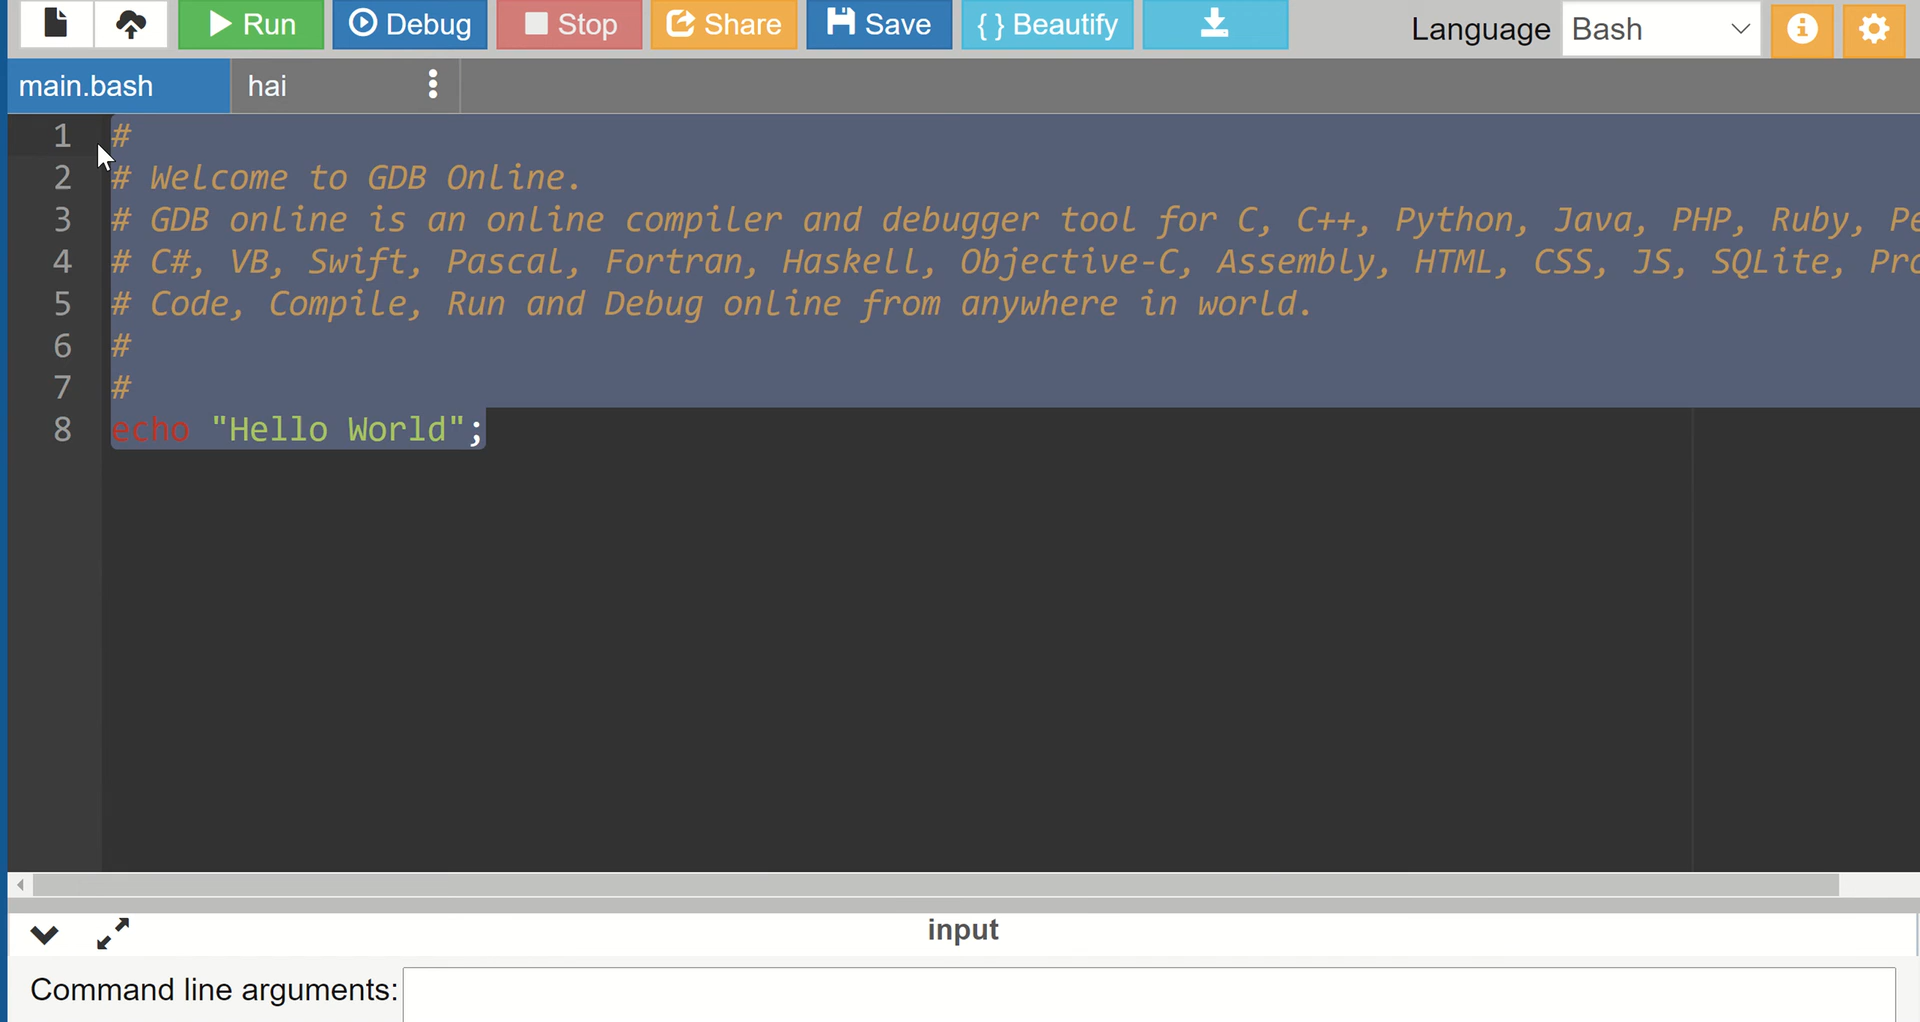 Run Debug Stop Share Save { } Beautify Language Bash
main.bash hai
1 #
2 # Welcome to GDB Online.
3 # GDB online is an online compiler and debugger tool for C, C++, Python, Java, PHP, Ruby,
4 # C#, VB, Swift, Pascal, Fortran, Haskell, Objective-C, Assembly, HTML, CSS, JS, SQLite,
5 # Code, Compile, Run and Debug online from anywhere in world.
6 #
7 #
8 echo "Hello World";
input
Command line arguments: